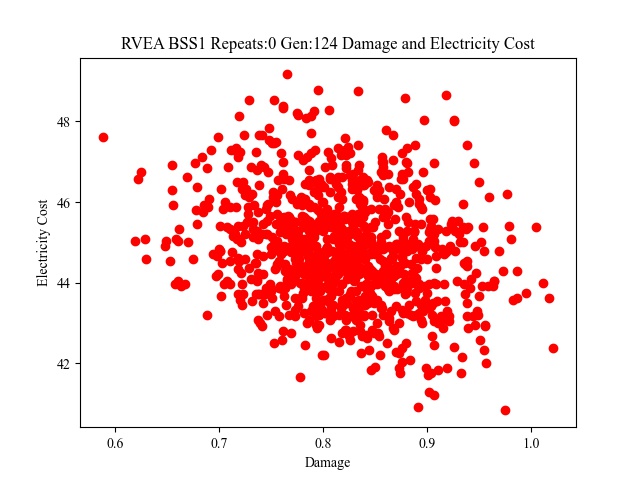 RVEA BSS1 Repeats:0 Gen:124 Damage and Electricity Cost
48
46
44
42
Electricity Cost
0.6 0.7 0.8 0.9 1.0
Damage